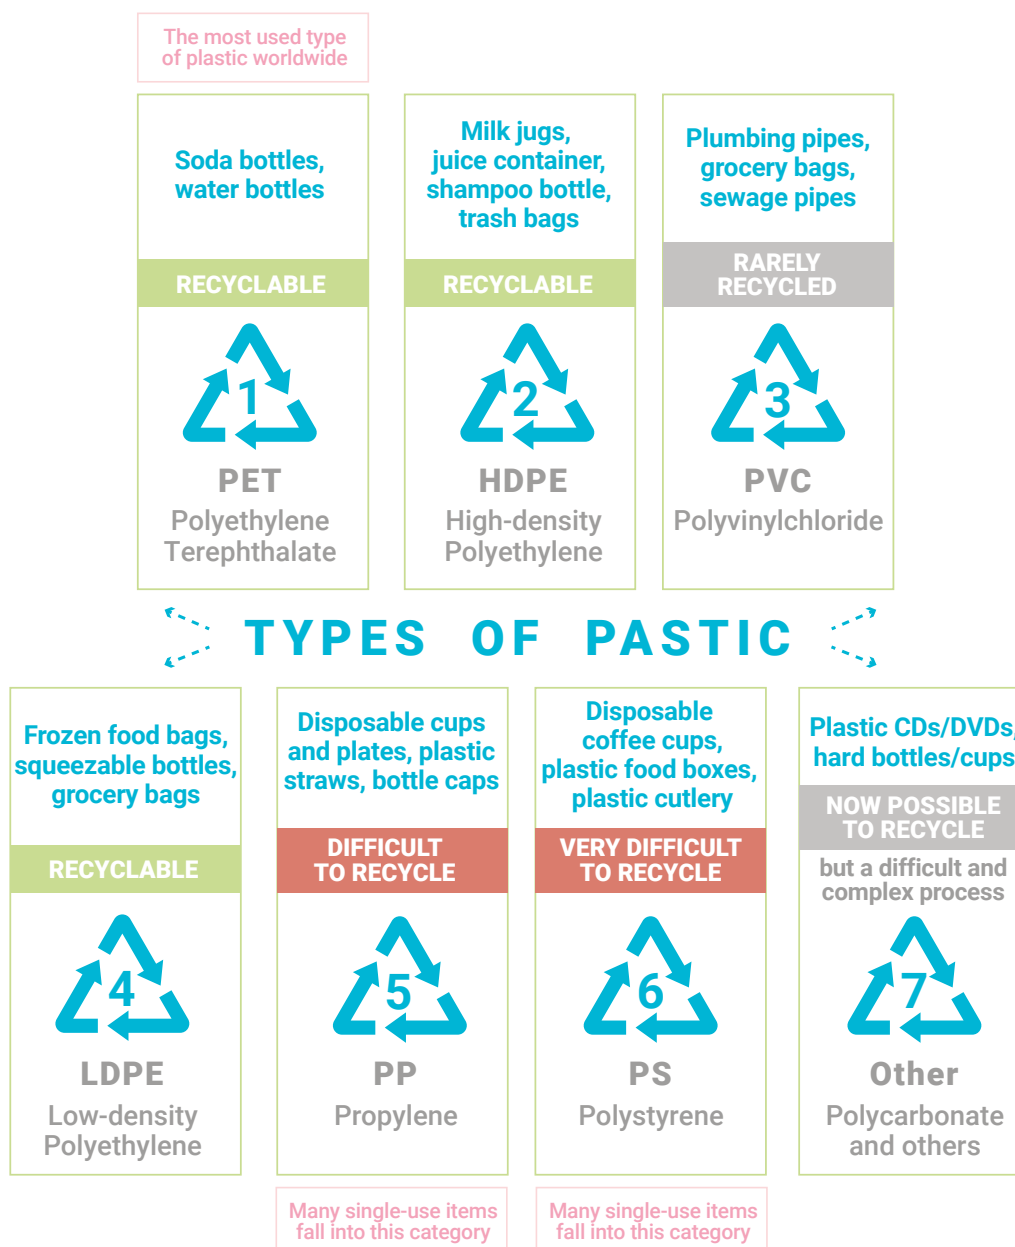 The most used type
of plastic worldwide
Soda bottles,
water bottles
RECYCLABLE
1
PET
Polyethylene
Terephthalate
Milk jugs,
juice container,
shampoo bottle,
trash bags
RECYCLABLE
2
HDPE
High-density
Polyethylene
Plumbing pipes,
grocery bags,
sewage pipes
RARELY
RECYCLED
3
PVC
Polyvinylchloride
TYPES OF PASTIC
Frozen food bags,
squeezable bottles,
grocery bags
RECYCLABLE
4
LDPE
Low-density
Polyethylene
Disposable cups
and plates, plastic
straws, bottle caps
DIFFICULT
TO RECYCLE
5
PP
Propylene
Many single-use items
fall into this category
Disposable
coffee cups,
plastic food boxes,
plastic cutlery
VERY DIFFICULT
TO RECYCLE
6
PS
Polystyrene
Many single-use items
fall into this category
Plastic CDs/DVDs,
hard bottles/cups
NOW POSSIBLE
TO RECYCLE
but a difficult and
complex process
7
Other
Polycarbonate
and others